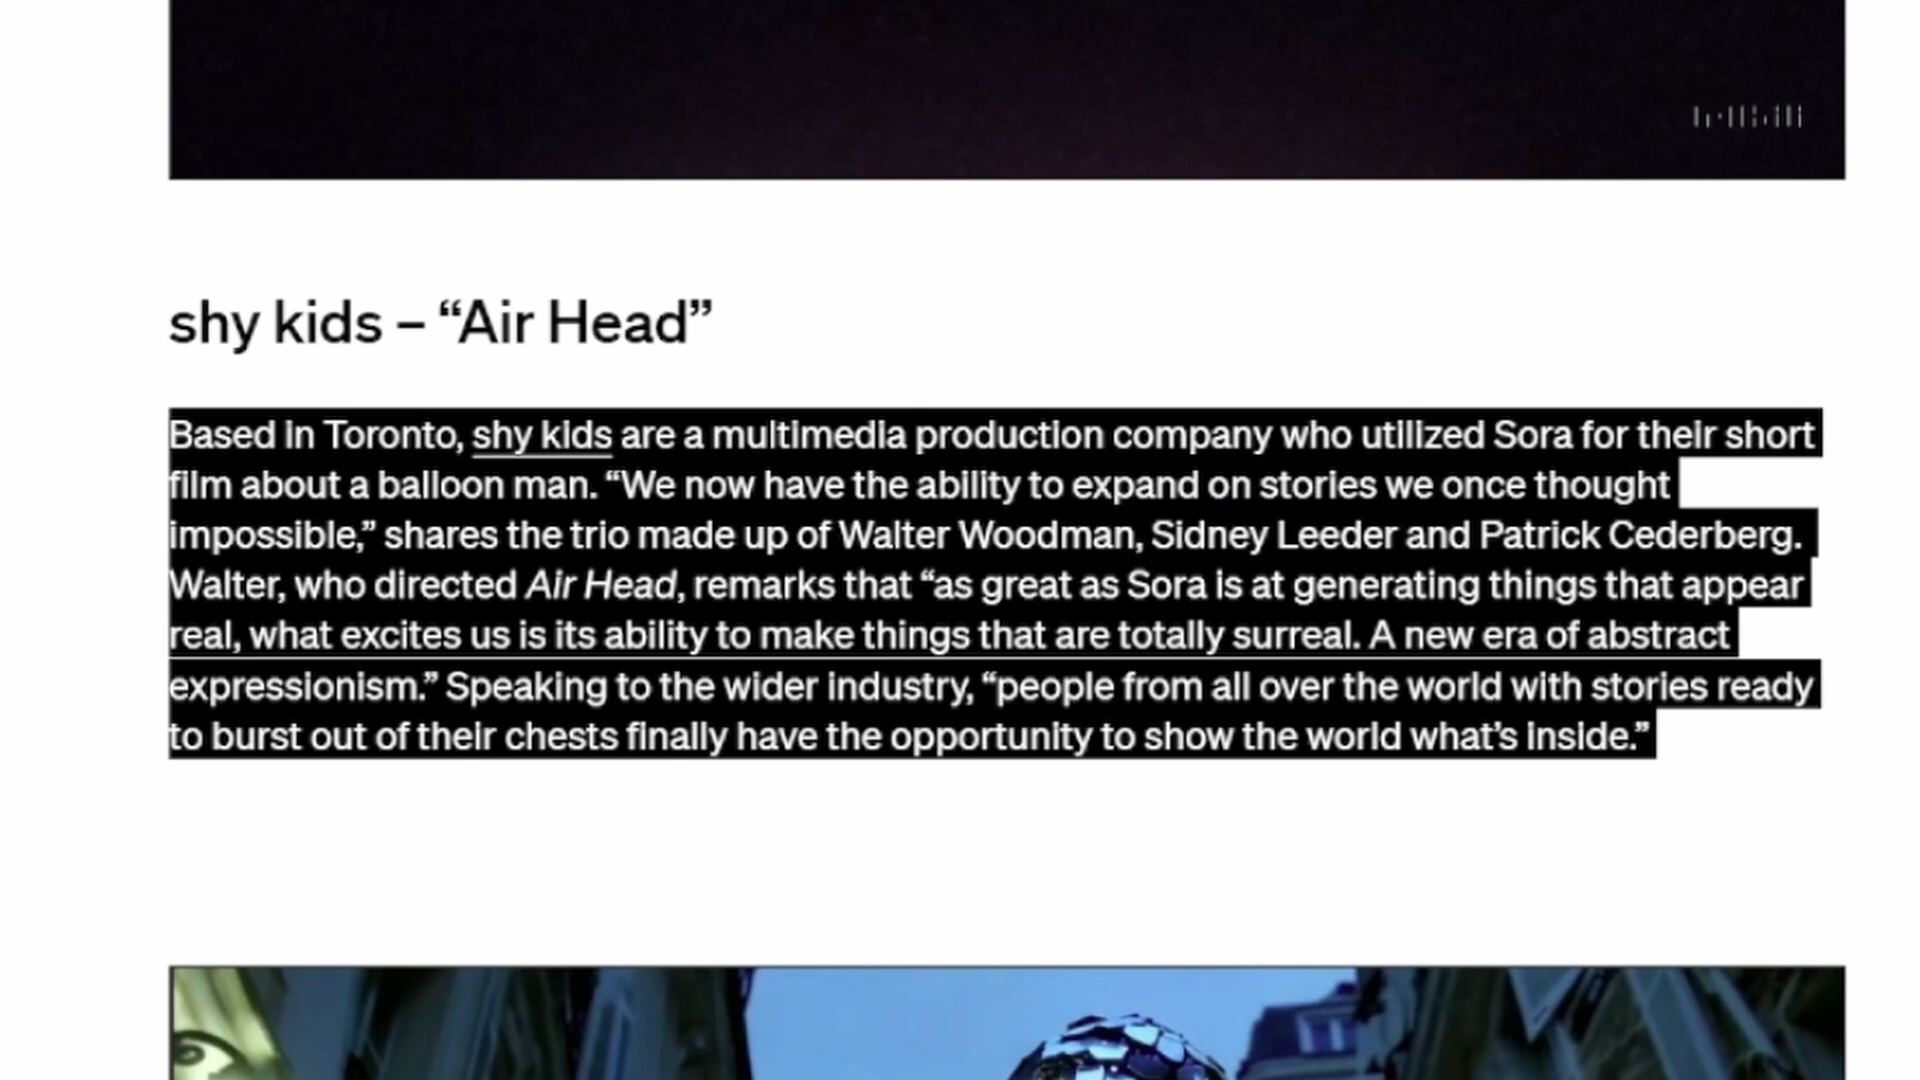 shy kids – “Air Head”
Based in Toronto, shy kids are a multimedia production company who utilized Sora for their short
film about a balloon man. “We now have the ability to expand on stories we once thought
impossible,” shares the trio made up of Walter Woodman, Sidney Leeder and Patrick Cederberg.
Walter, who directed Air Head, remarks that “as great as Sora is at generating things that appear
real, what excites us is its ability to make things that are totally surreal. A new era of abstract
expressionism.” Speaking to the wider industry, “people from all over the world with stories ready
to burst out of their chests finally have the opportunity to show the world what’s inside.”